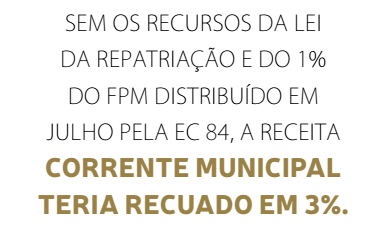 SEM OS RECURSOS DA LEI
DA REPATRIAÇÃO E DO 1%
DO FPM DISTRIBUÍDO EM
JULHO PELA EC 84, A RECEITA
CORRENTE MUNICIPAL
TERIA RECUADO EM 3%.